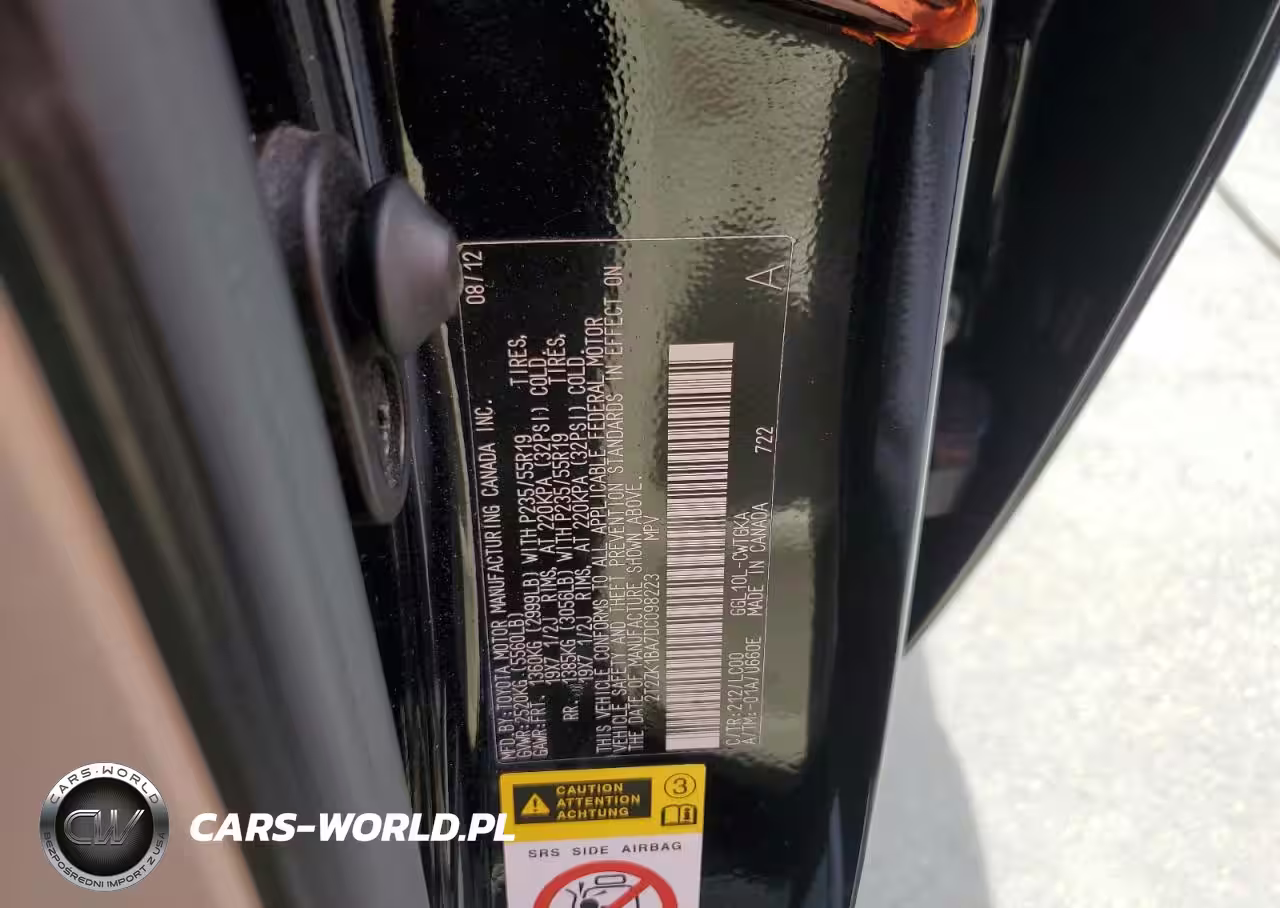 MFD. BY: TOYOTA MOTOR MANUFACTURING CANADA INC. 08/12
GVWR: 2520KG (5560LB)
GAWR: FRT. 1360KG (2999LB) WITH P235/55R19 TIRES,
19X7 1/2J RIMS, AT 220KPA (32PSI) COLD.
RR. 1385KG (3056LB) WITH P235/55R19 TIRES,
19X7 1/2J RIMS, AT 220KPA (32PSI) COLD.
THIS VEHICLE CONFORMS TO ALL APPLICABLE FEDERAL MOTOR
VEHICLE SAFETY AND THEFT PREVENTION STANDARDS IN EFFECT ON
THE DATE OF MANUFACTURE SHOWN ABOVE.
2T2ZK1BA7DC098223 MPV
C/TR: 212/LC00 GGL10L-CWTGKA 722 A
A/TM: -01A/U660E MADE IN CANADA
CAUTION
ATTENTION
ACHTUNG
3
SRS SIDE AIRBAG
CARS-WORLD
CW
BEZPOŚREDNI IMPORT Z USA
CARS-WORLD.PL